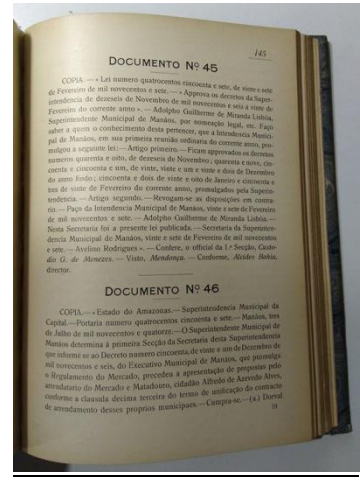 145
DOCUMENTO Nº 45
COPIA. — « Lei numero quatrocentos cincoenta e sete, de vinte e sete
de Fevereiro de mil novecentos e sete. — « Approva os decretos da Super-
intendencia de dezeseis de Novembro de mil novecentos e seis á vinte de
Fevereiro do corrente anno ». — Adolpho Guilherme de Miranda Lisbôa,
Superintendente Municipal de Manáos, por nomeação legal, etc. Faço
saber a quem o conhecimento desta pertencer, que a Intendencia Munici-
pal de Manáos, em sua primeira reunião ordinaria do corrente anno, pro-
mulgou a seguinte lei: — Artigo primeiro. — Ficam approvados os decretos
numeros quarenta e oito, de dezeseis de Novembro; quarenta e nove, cin-
coenta e cincoenta e um, de vinte, vinte e um e vinte e dois de Dezembro
do anno findo; cincoenta e dois de vinte e oito de Janeiro e cincoenta e
tres de vinte de Fevereiro do corrente anno, promulgados pela Superin-
tendencia. — Artigo segundo. — Revogam-se as disposições em contra-
rio. — Paço da Intendencia Municipal de Manáos, vinte e sete de Fevereiro
de mil novecentos e sete. — Adolpho Guilherme de Miranda Lisbôa. —
Nesta Secretaria foi a presente lei publicada. — Secretaria da Superinten-
dencia Municipal de Manáos, vinte e sete de Fevereiro de mil novecentos
e sete. — Avelino Rodrigues ». — Confere, o official da 1.ª Secção, Custo-
dio G. de Menezes. — Visto, Mendonça. — Conforme, Alcides Bahia,
director.
DOCUMENTO Nº 46
COPIA. — « Estado do Amazonas. — Superintendencia Municipal da
Capital. — Portaria numero quatrocentos cincoenta e sete. — Manáos, tres
de Julho de mil novecentos e quatorze. — O Superintendente Municipal de
Manáos determina á primeira Secção da Secretaria desta Superintendencia
que informe se ao Decreto numero cincoenta, de vinte e um de Dezembro de
mil novecentos e seis, do Executivo Municipal de Manáos, que promulga
o Regulamento do Mercado, precedeu a apresentação de propostas pelo
arrendatario do Mercado e Matadouro, cidadão Alfredo de Azevedo Alves,
conforme a clausula decima terceira do termo de unificação do contracto
de arrendamento desses proprios municipaes. — Cumpra-se. — (a.) Dorval
19